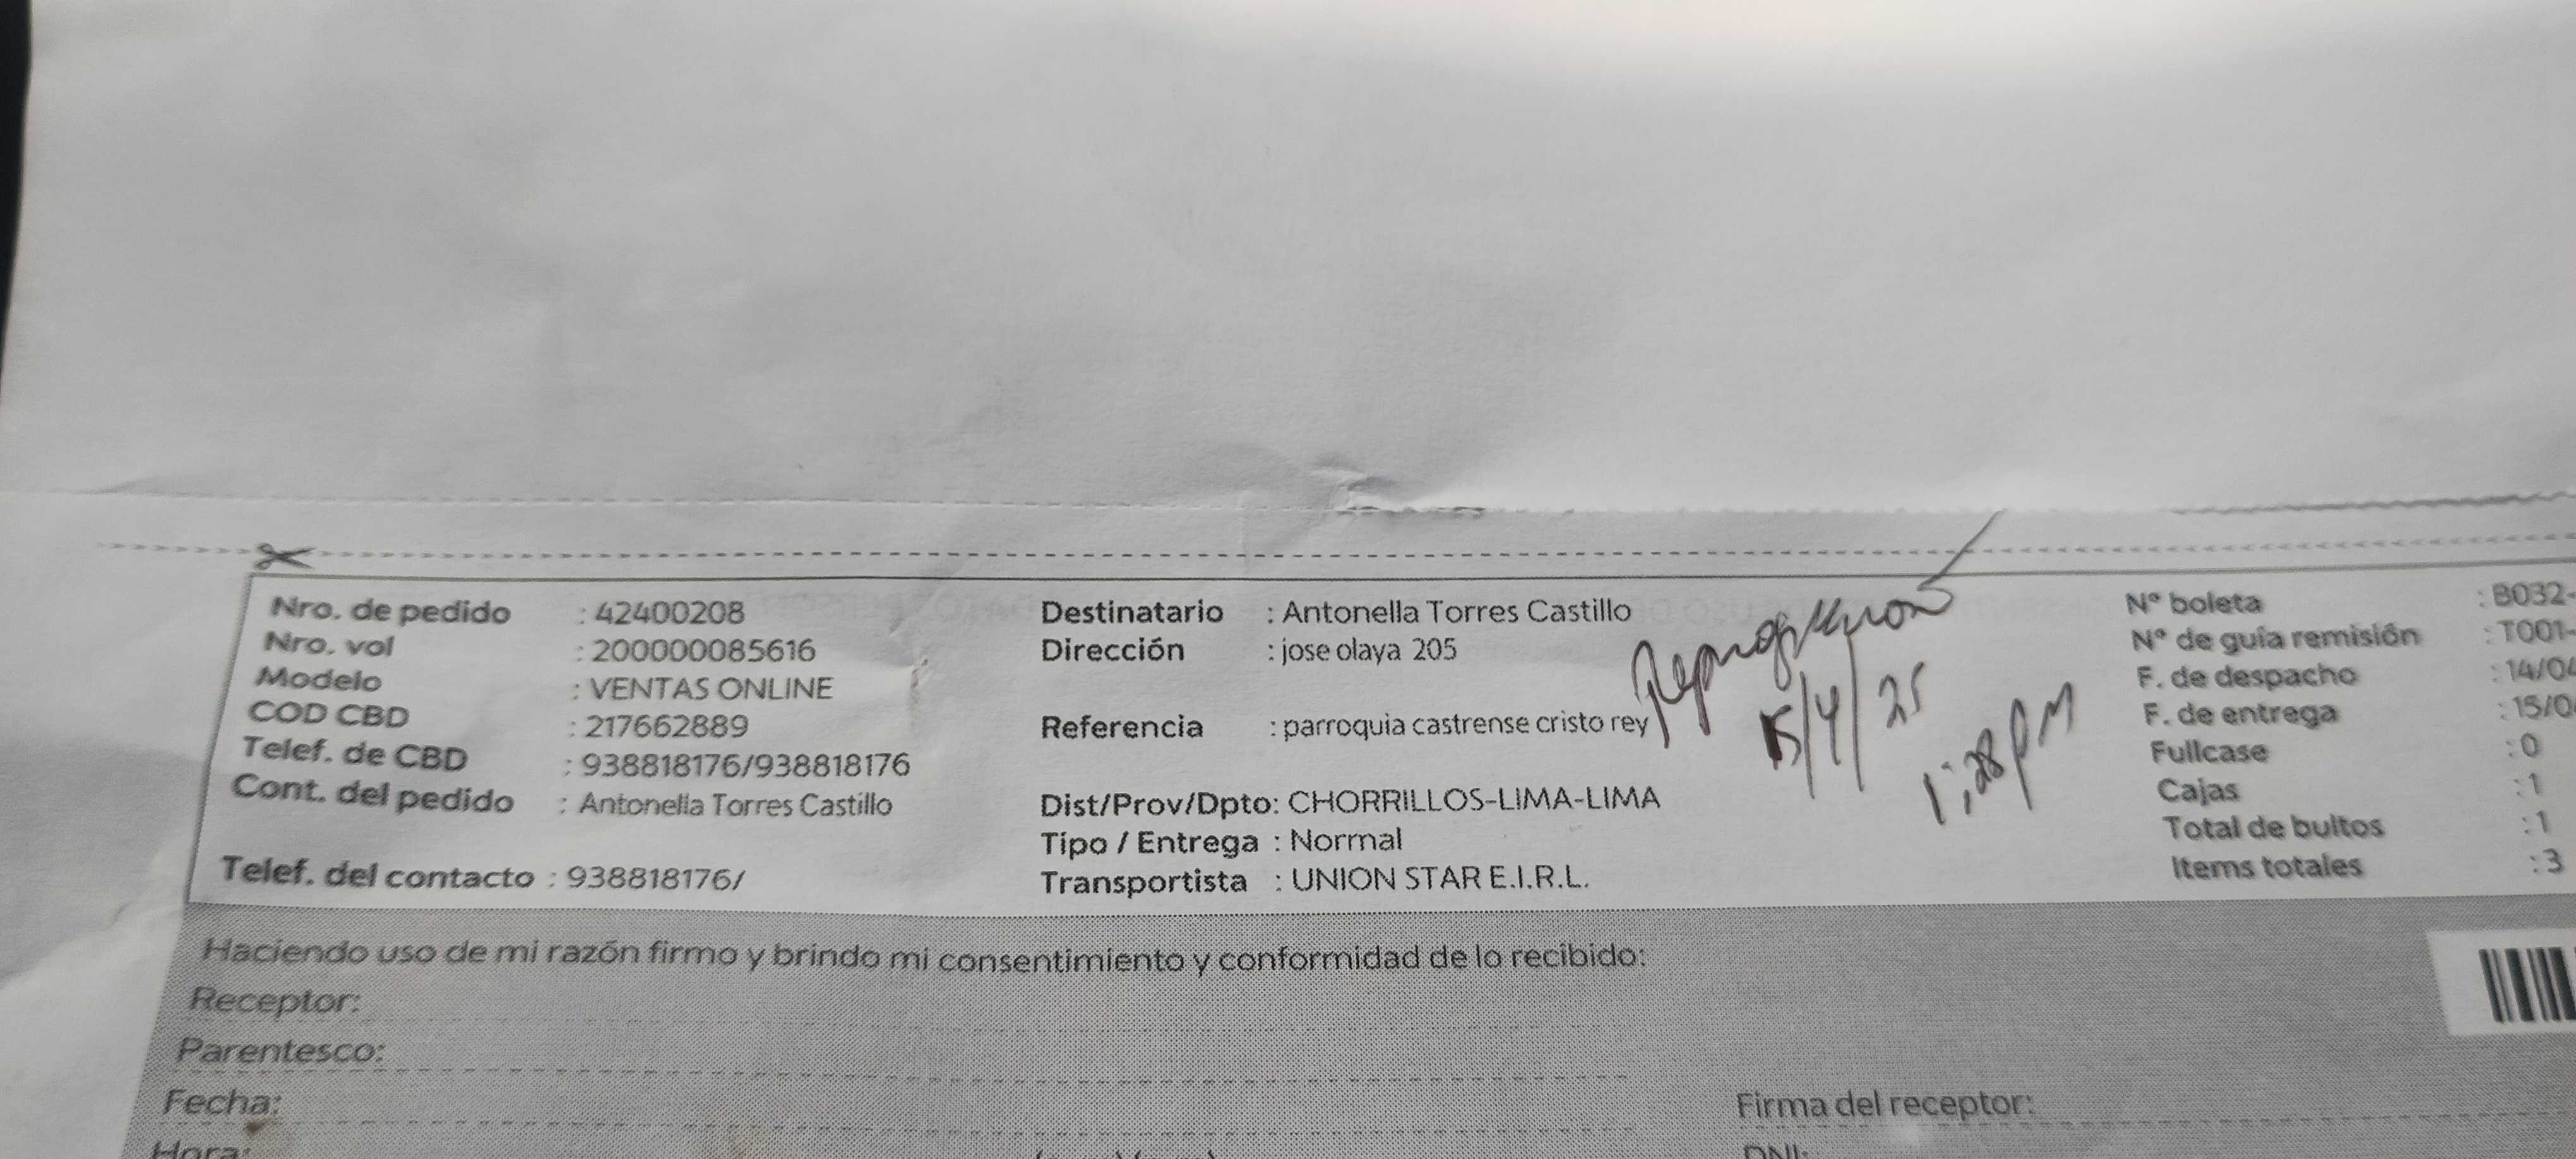 Nro. de pedido : 42400208
Nro. vol : 200000085616
Modelo : VENTAS ONLINE
COD CBD : 217662889
Telef. de CBD : 938818176/938818176
Cont. del pedido : Antonella Torres Castillo
Telef. del contacto : 938818176/
Destinatario : Antonella Torres Castillo
Dirección : jose olaya 205
Referencia : parroquia castrense cristo rey
Dist/Prov/Dpto: CHORRILLOS-LIMA-LIMA
Tipo / Entrega : Normal
Transportista : UNION STAR E.I.R.L.
15/4/25
1:28 PM
N° boleta : B032-
N° de guía remisión : T001-
F. de despacho : 14/04
F. de entrega : 15/0
Fullcase : 0
Cajas : 1
Total de bultos : 1
Items totales : 3
Haciendo uso de mi razón firmo y brindo mi consentimiento y conformidad de lo recibido:
Receptor:
Parentesco:
Fecha:
Firma del receptor:
Hora:
DNI: